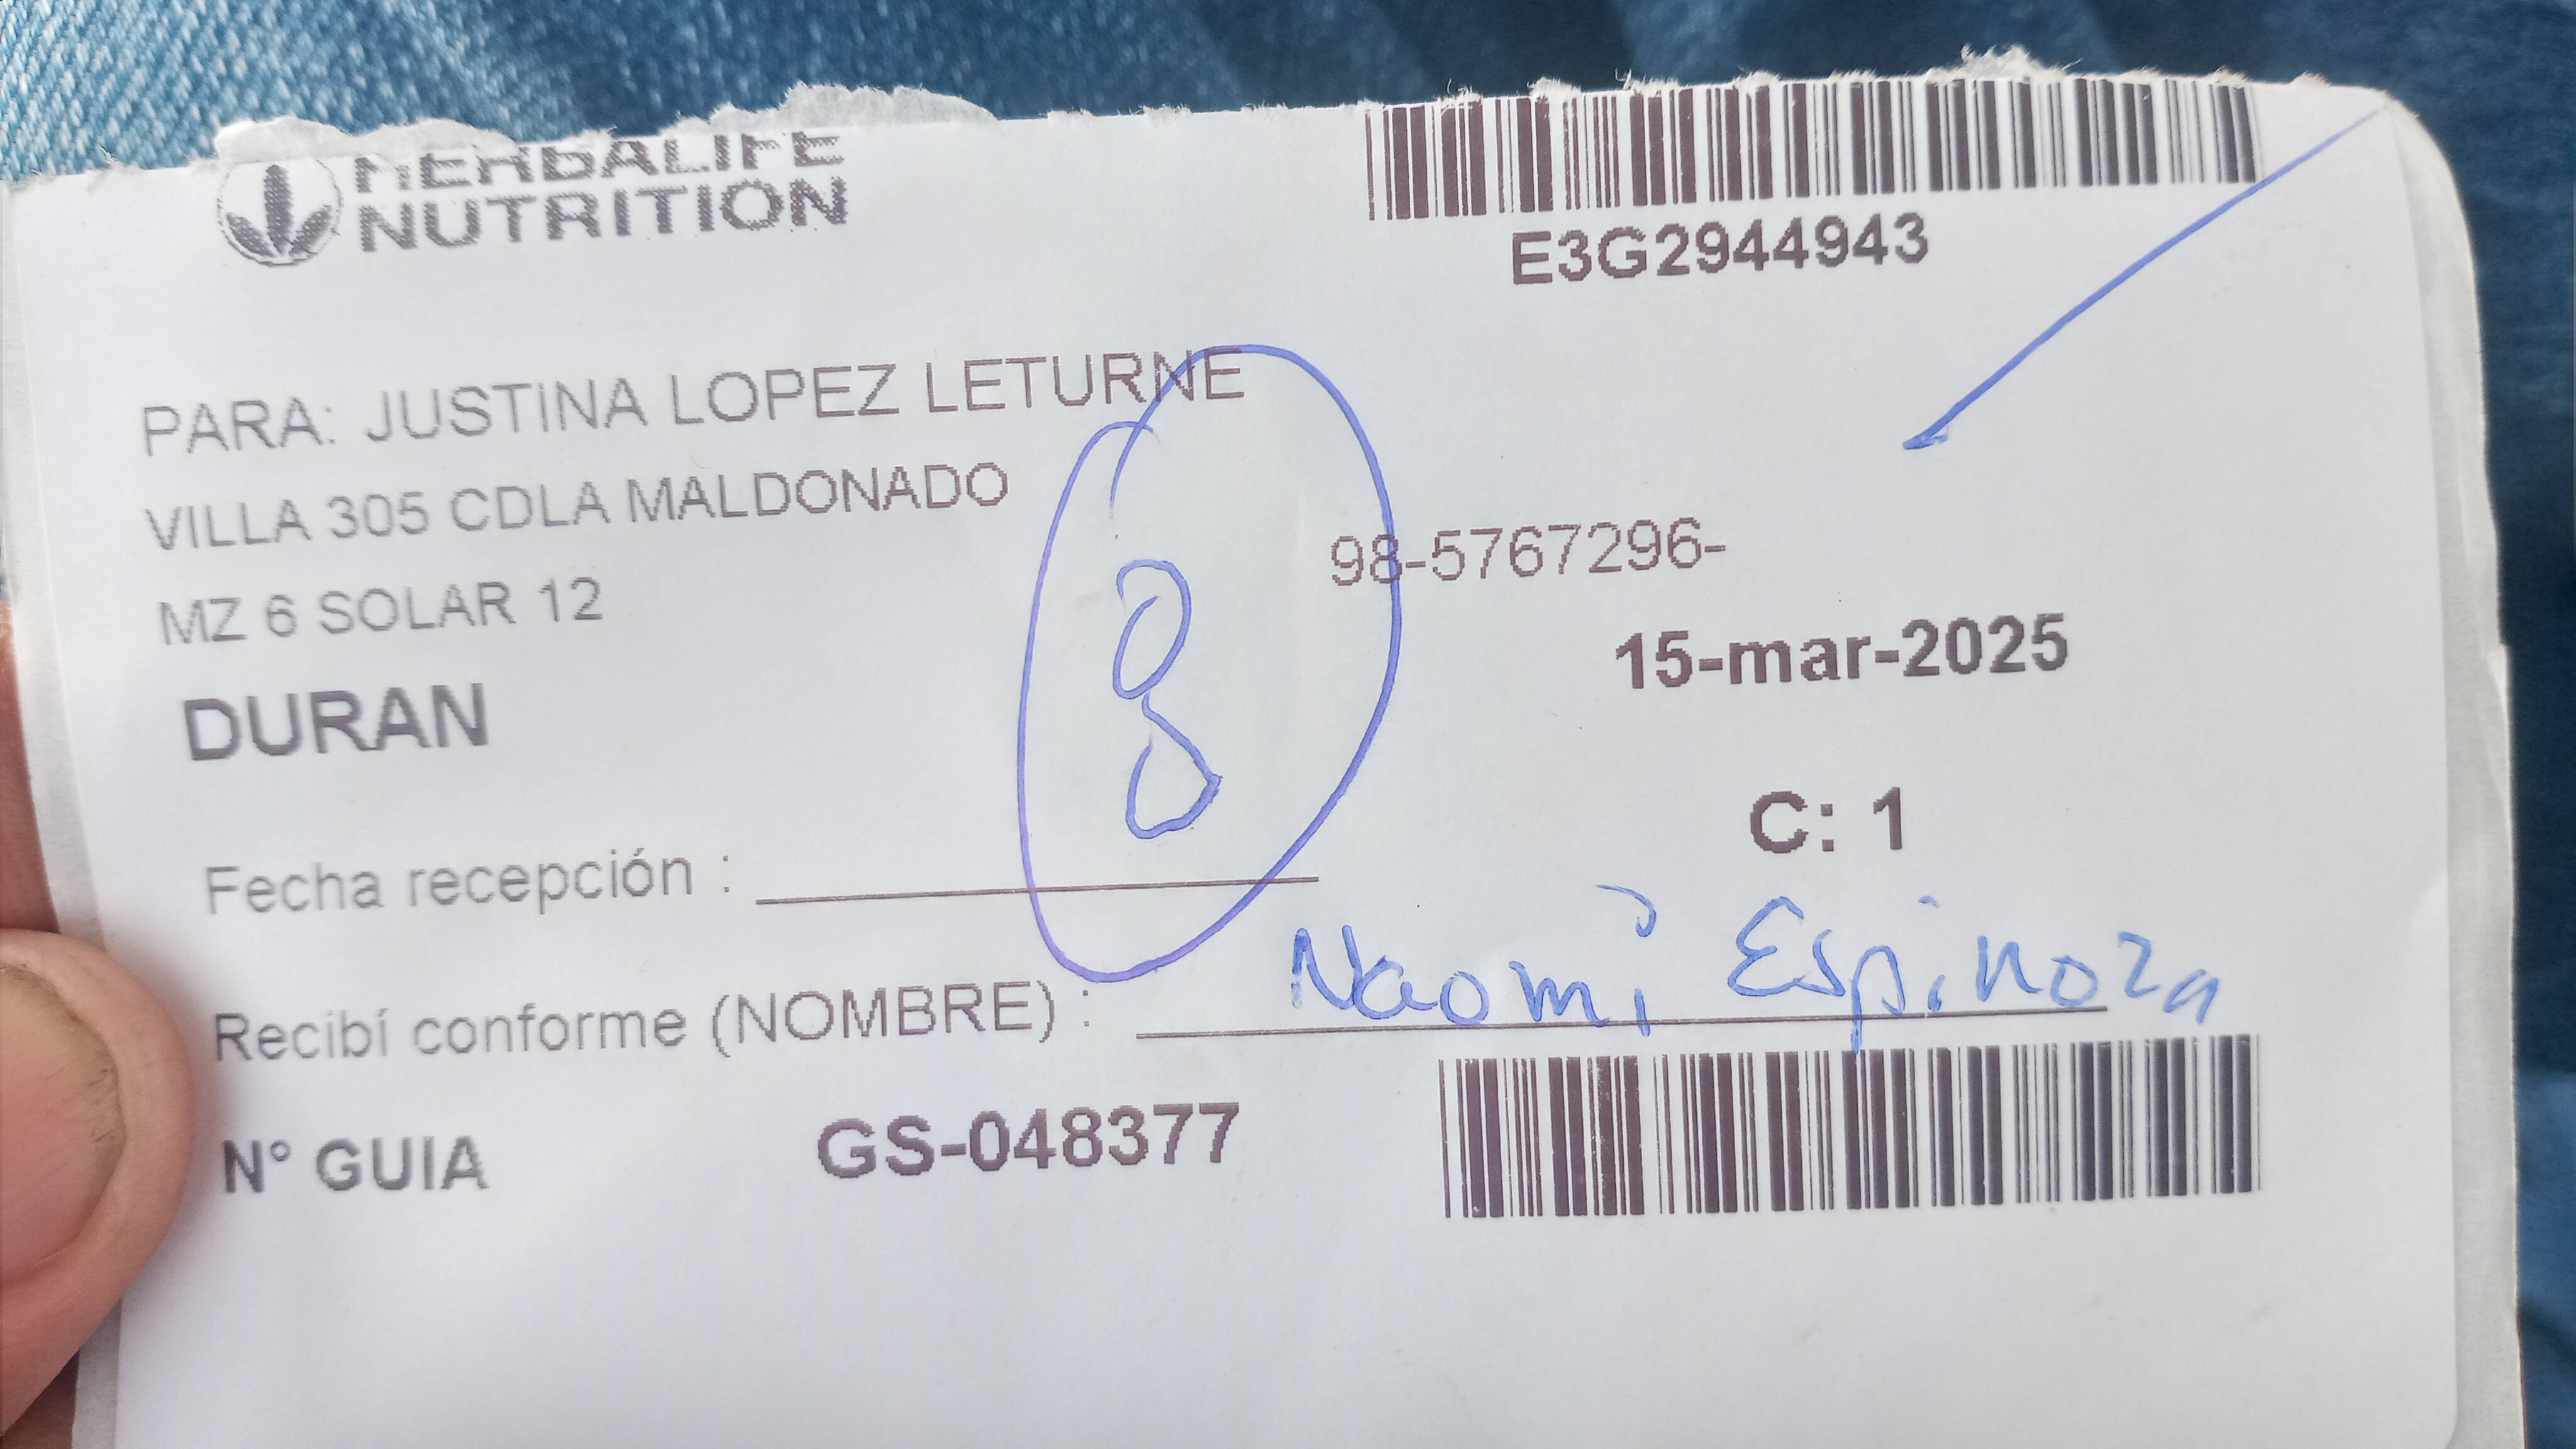 HERBALIFE
NUTRITION
E3G2944943
PARA: JUSTINA LOPEZ LETURNE
VILLA 305 CDLA MALDONADO
98-5767296-
MZ 6 SOLAR 12
15-mar-2025
DURAN
8
C: 1
Fecha recepción :
Recibí conforme (NOMBRE) : Naomi Espinoza
N° GUIA GS-048377